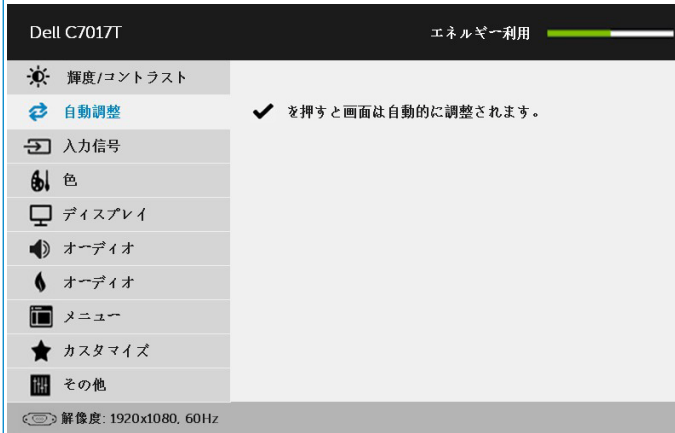 Dell C7017T
エネルギー利用
輝度/コントラスト
自動調整
を押すと画面は自動的に調整されます。
入力信号
色
ディスプレイ
オーディオ
オーディオ
メニュー
カスタマイズ
その他
解像度: 1920x1080, 60Hz